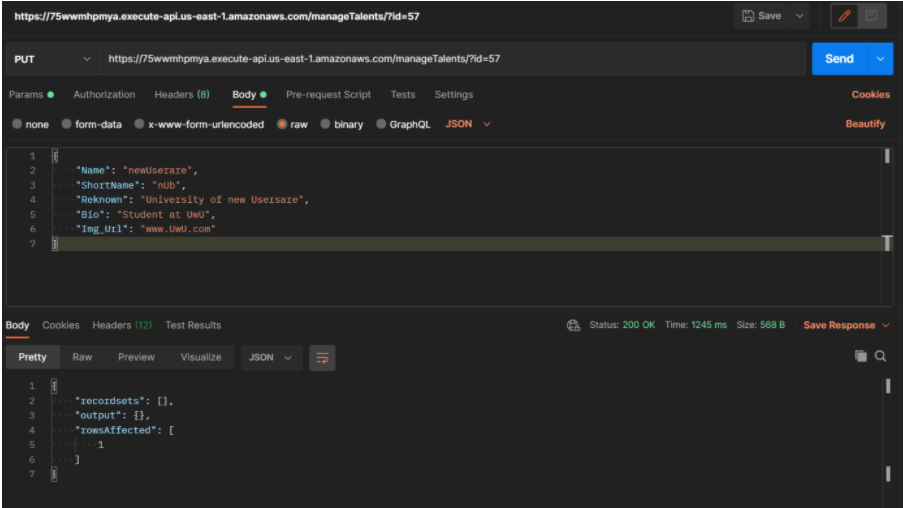 https://75wwmhpmya.execute-api.us-east-1.amazonaws.com/manageTalents/?id=57
Save
PUT https://75wwmhpmya.execute-api.us-east-1.amazonaws.com/manageTalents/?id=57 Send
Params Authorization Headers (8) Body Pre-request Script Tests Settings Cookies
none form-data x-www-form-urlencoded raw binary GraphQL JSON Beautify
1 {
2 "Name": "newUserare",
3 "ShortName": "nUb",
4 "Reknown": "University of new Usersare",
5 "Bio": "Student at UwU",
6 "Img_Url": "www.UwU.com"
7 }
Body Cookies Headers (12) Test Results Status: 200 OK Time: 1245 ms Size: 568 B Save Response
Pretty Raw Preview Visualize JSON
1 {
2 "recordsets": [],
3 "output": {},
4 "rowsAffected": [
5 1
6 ]
7 }